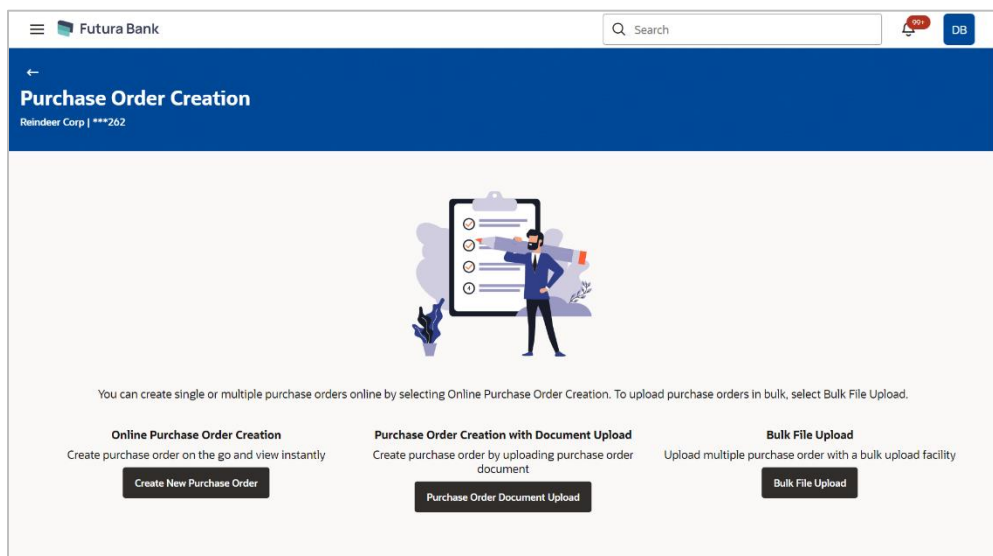 Futura Bank
Search
99+
DB
Purchase Order Creation
Reindeer Corp | ***262
You can create single or multiple purchase orders online by selecting Online Purchase Order Creation. To upload purchase orders in bulk, select Bulk File Upload.
Online Purchase Order Creation
Create purchase order on the go and view instantly
Create New Purchase Order
Purchase Order Creation with Document Upload
Create purchase order by uploading purchase order
document
Purchase Order Document Upload
Bulk File Upload
Upload multiple purchase order with a bulk upload facility
Bulk File Upload